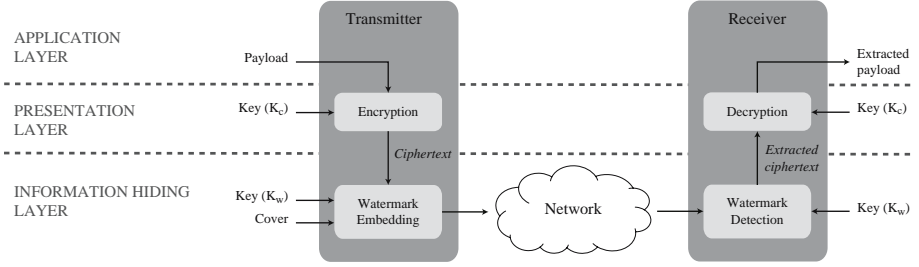 Transmitter
Receiver
APPLICATION
LAYER
Payload
Extracted
payload
PRESENTATION
LAYER
Key (Kc)
Encryption
Decryption
Key (Kc)
Ciphertext
Extracted
ciphertext
INFORMATION HIDING
LAYER
Key (Kw)
Cover
Watermark
Embedding
Network
Watermark
Detection
Key (Kw)